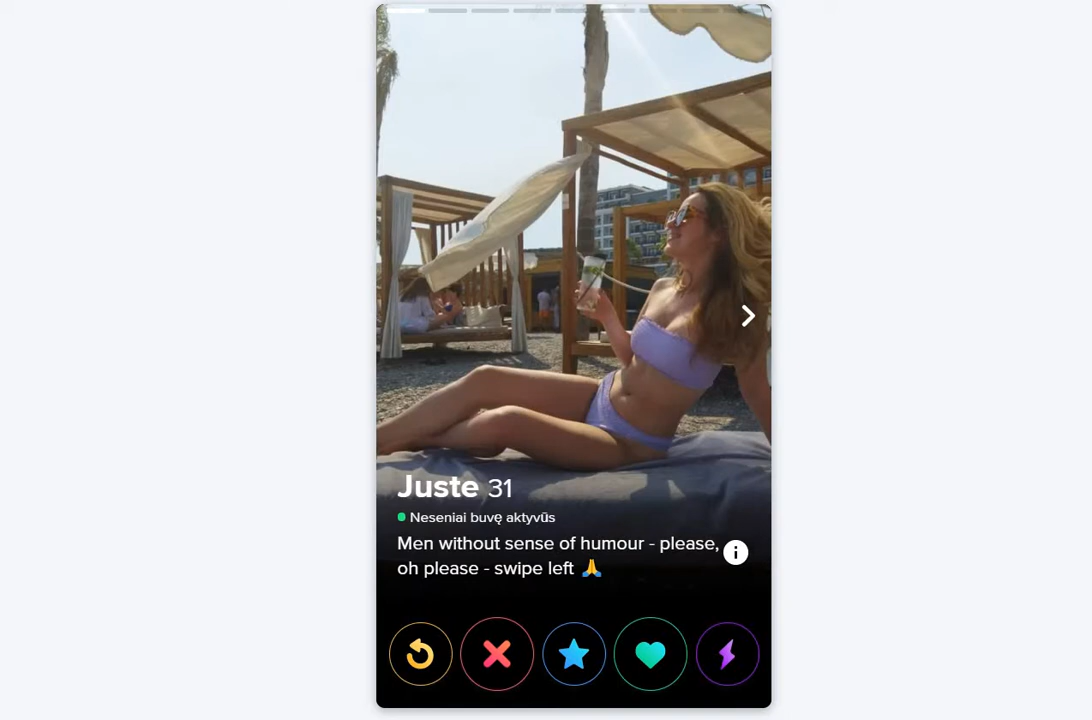 Juste 31
Neseniai buvę aktyvūs
Men without sense of humour - please,
oh please - swipe left 🙏